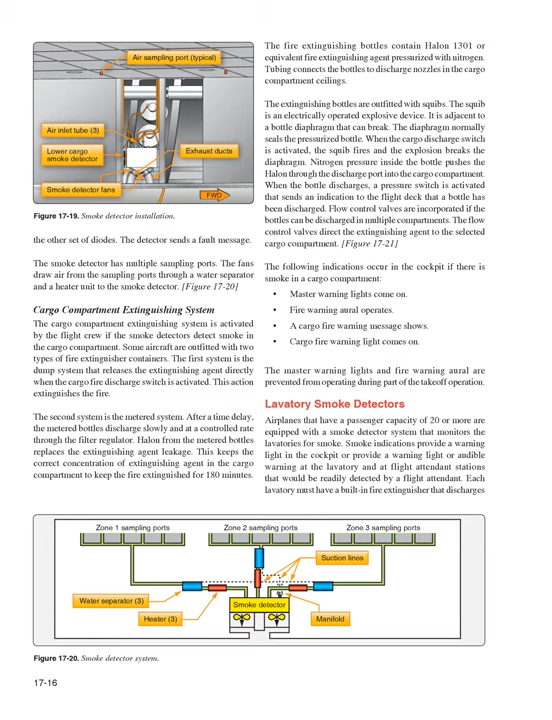 Air sampling port (typical)
Air inlet tube (3)
Lower cargo
smoke detector
Exhaust ducts
Smoke detector fans
FWD
Figure 17-19. Smoke detector installation.
the other set of diodes. The detector sends a fault message.
The smoke detector has multiple sampling ports. The fans
draw air from the sampling ports through a water separator
and a heater unit to the smoke detector. [Figure 17-20]
Cargo Compartment Extinguishing System
The cargo compartment extinguishing system is activated
by the flight crew if the smoke detectors detect smoke in
the cargo compartment. Some aircraft are outfitted with two
types of fire extinguisher containers. The first system is the
dump system that releases the extinguishing agent directly
when the cargo fire discharge switch is activated. This action
extinguishes the fire.
The second system is the metered system. After a time delay,
the metered bottles discharge slowly and at a controlled rate
through the filter regulator. Halon from the metered bottles
replaces the extinguishing agent leakage. This keeps the
correct concentration of extinguishing agent in the cargo
compartment to keep the fire extinguished for 180 minutes.
The fire extinguishing bottles contain Halon 1301 or
equivalent fire extinguishing agent pressurized with nitrogen.
Tubing connects the bottles to discharge nozzles in the cargo
compartment ceilings.
The extinguishing bottles are outfitted with squibs. The squib
is an electrically operated explosive device. It is adjacent to
a bottle diaphragm that can break. The diaphragm normally
seals the pressurized bottle. When the cargo discharge switch
is activated, the squib fires and the explosion breaks the
diaphragm. Nitrogen pressure inside the bottle pushes the
Halon through the discharge port into the cargo compartment.
When the bottle discharges, a pressure switch is activated
that sends an indication to the flight deck that a bottle has
been discharged. Flow control valves are incorporated if the
bottles can be discharged in multiple compartments. The flow
control valves direct the extinguishing agent to the selected
cargo compartment. [Figure 17-21]
The following indications occur in the cockpit if there is
smoke in a cargo compartment:
• Master warning lights come on.
• Fire warning aural operates.
• A cargo fire warning message shows.
• Cargo fire warning light comes on.
The master warning lights and fire warning aural are
prevented from operating during part of the takeoff operation.
Lavatory Smoke Detectors
Airplanes that have a passenger capacity of 20 or more are
equipped with a smoke detector system that monitors the
lavatories for smoke. Smoke indications provide a warning
light in the cockpit or provide a warning light or audible
warning at the lavatory and at flight attendant stations
that would be readily detected by a flight attendant. Each
lavatory must have a built-in fire extinguisher that discharges
Zone 1 sampling ports
Zone 2 sampling ports
Zone 3 sampling ports
Suction lines
Water separator (3)
Smoke detector
Heater (3)
Manifold
Figure 17-20. Smoke detector system.
17-16